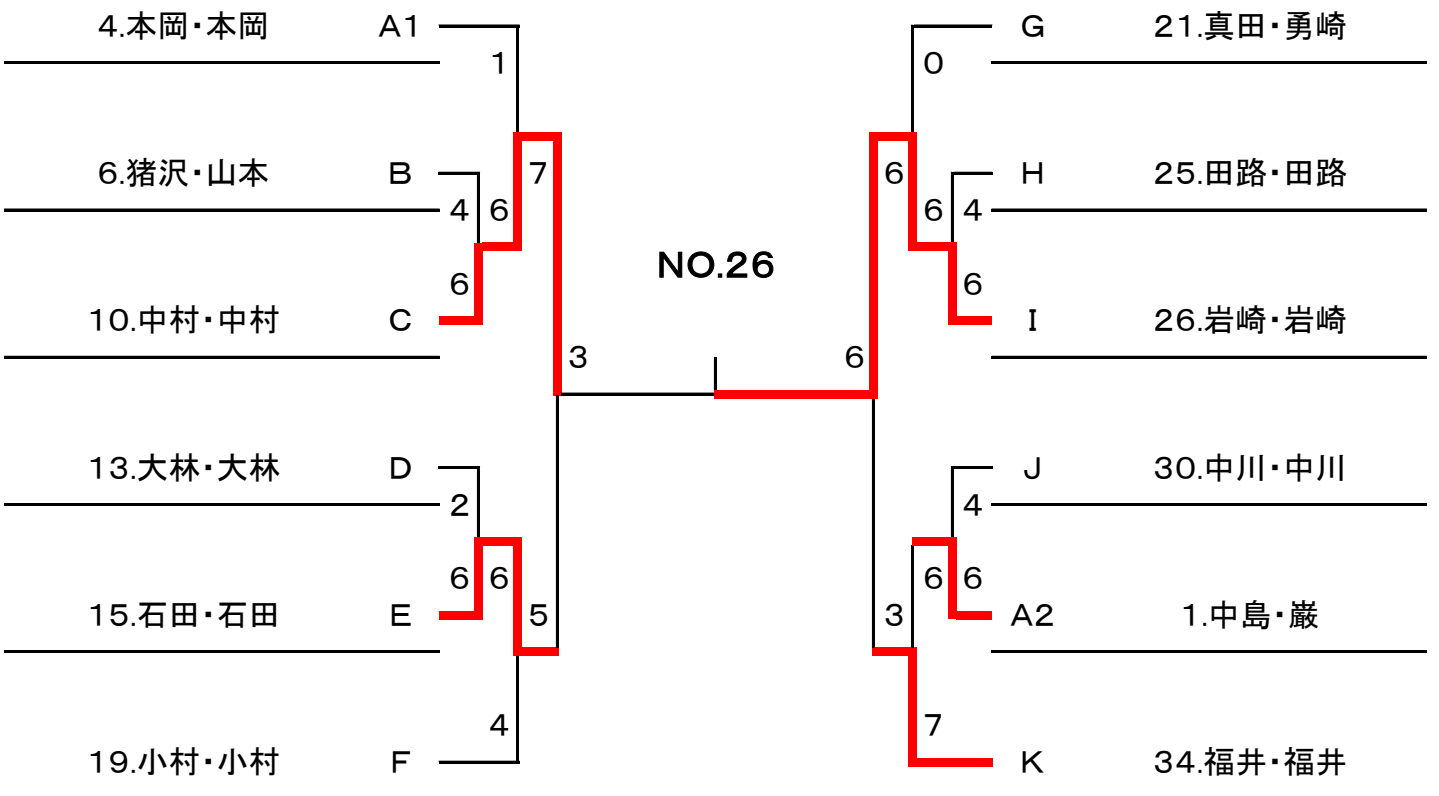 4.本岡・本岡 A1 G 21.真田・勇崎
1 0
6.猪沢・山本 B 7 6 H 25.田路・田路
4 6 6 4
NO.26
6 6
10.中村・中村 C I 26.岩崎・岩崎
3 6
13.大林・大林 D J 30.中川・中川
2 4
6 6 6 6
15.石田・石田 E 5 3 A2 1.中島・巌
4 7
19.小村・小村 F K 34.福井・福井